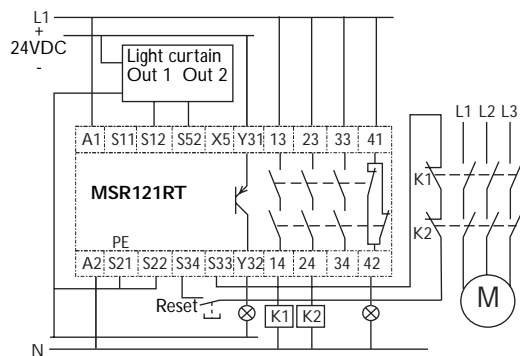 L1
+
24VDC
-
Light curtain
Out 1 Out 2
L1 L2 L3
A1 S11 S12 S52 X5 Y31 13 23 33 41
MSR121RT
K1
K2
PE
A2 S21 S22 S34 S33 Y32 14 24 34 42
Reset
K1 K2
M
N